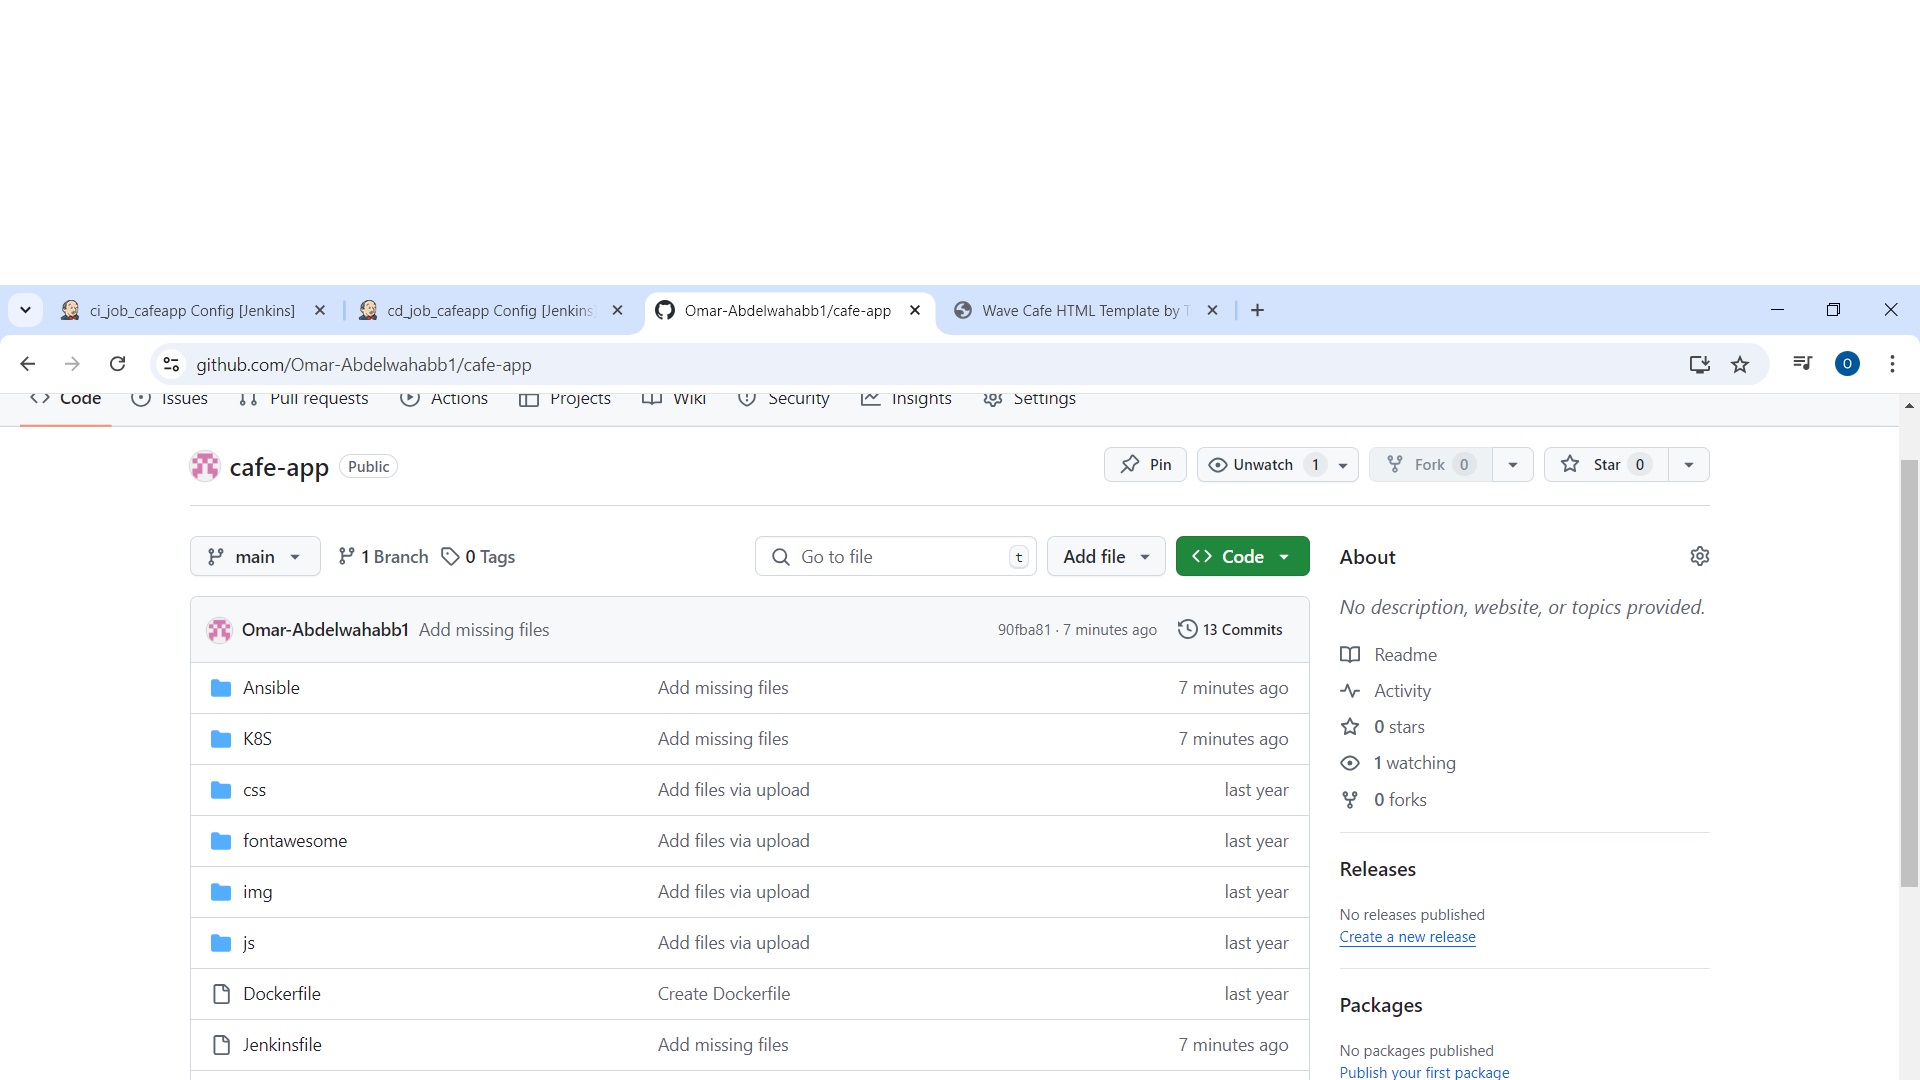 ci_job_cafeapp Config [Jenkins]
cd_job_cafeapp Config [Jenkins
Omar-Abdelwahabb1/cafe-app
Wave Cafe HTML Template by T
github.com/Omar-Abdelwahabb1/cafe-app
O
Code
Issues
Pull requests
Actions
Projects
Wiki
Security
Insights
Settings
cafe-app
Public
Pin
Unwatch 1
Fork 0
Star 0
main
1 Branch
0 Tags
Go to file
t
Add file
Code
Omar-Abdelwahabb1 Add missing files
90fba81 · 7 minutes ago
13 Commits
Ansible Add missing files 7 minutes ago
K8S Add missing files 7 minutes ago
css Add files via upload last year
fontawesome Add files via upload last year
img Add files via upload last year
js Add files via upload last year
Dockerfile Create Dockerfile last year
Jenkinsfile Add missing files 7 minutes ago
About
No description, website, or topics provided.
Readme
Activity
0 stars
1 watching
0 forks
Releases
No releases published
Create a new release
Packages
No packages published
Publish your first package